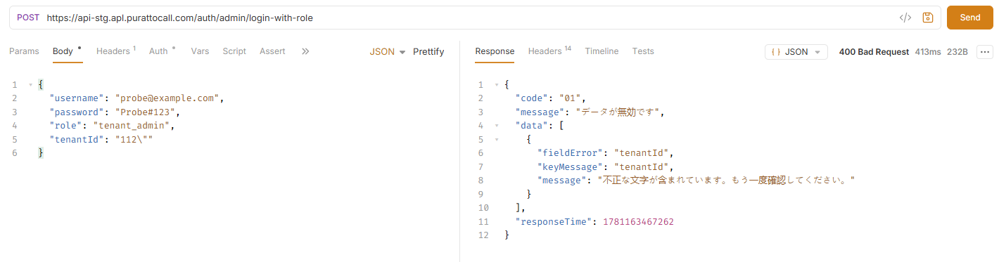 POST https://api-stg.apl.purattocall.com/auth/admin/login-with-role </> Send
Params Body Headers 1 Auth Vars Script Assert JSON Prettify
Response Headers 14 Timeline Tests { } JSON 400 Bad Request 413ms 232B ...
1 {
2 "username": "probe@example.com",
3 "password": "Probe#123",
4 "role": "tenant_admin",
5 "tenantId": "112\""
6 }
1 {
2 "code": "01",
3 "message": "データが無効です",
4 "data": [
5 {
6 "fieldError": "tenantId",
7 "keyMessage": "tenantId",
8 "message": "不正な文字が含まれています。もう一度確認してください。"
9 }
10 ],
11 "responseTime": 1781163467262
12 }